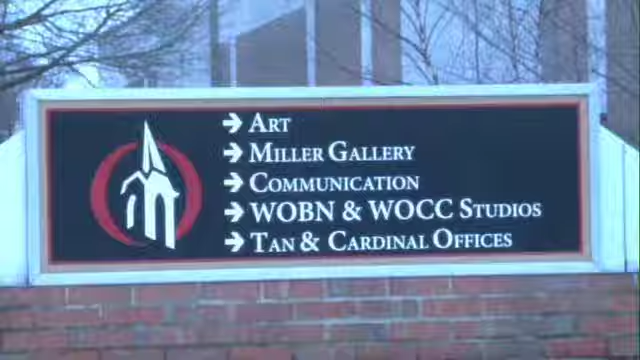 → Art
→ Miller Gallery
→ Communication
→ WOBN & WOCC Studios
→ Tan & Cardinal Offices